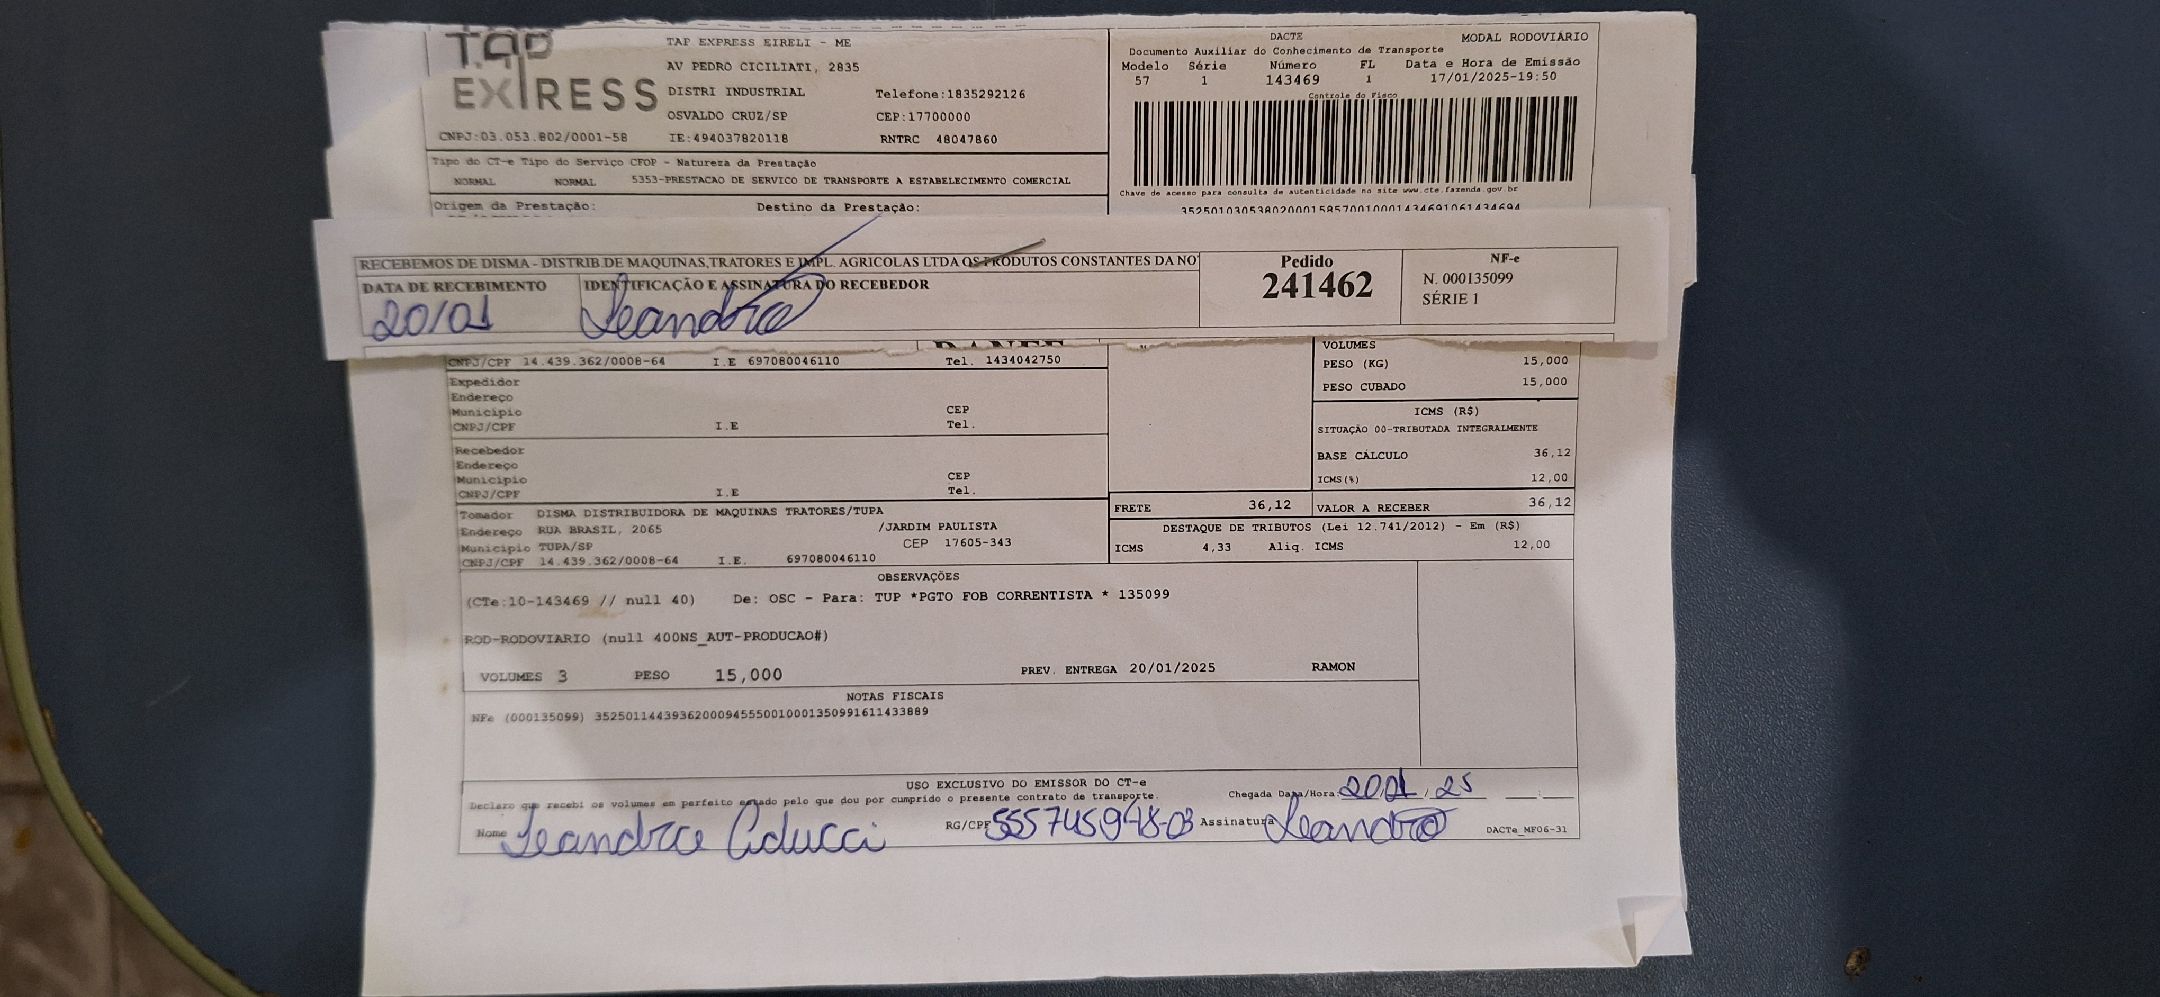 TAP EXPRESS
TAP EXPRESS EIRELI - ME
AV PEDRO CICILIATI, 2835
DISTRI INDUSTRIAL Telefone:1835292126
OSVALDO CRUZ/SP CEP:17700000
CNPJ:03.053.802/0001-58 IE:494037820118 RNTRC 48047860
DACTE MODAL RODOVIÁRIO
Documento Auxiliar do Conhecimento de Transporte
Modelo Série Número FL Data e Hora de Emissão
57 1 143469 1 17/01/2025-19:50
Controle do Fisco
Tipo do CT-e Tipo do Serviço CFOP - Natureza da Prestação
NORMAL NORMAL 5353-PRESTACAO DE SERVICO DE TRANSPORTE A ESTABELECIMENTO COMERCIAL
Chave de acesso para consulta de autenticidade no site www.cte.fazenda.gov.br
Origem da Prestação: Destino da Prestação:
RECEBEMOS DE DISMA - DISTRIB DE MAQUINAS,TRATORES E IMPL. AGRICOLAS LTDA OS PRODUTOS CONSTANTES DA NO
DATA DE RECEBIMENTO IDENTIFICAÇÃO E ASSINATURA DO RECEBEDOR
20/01 Leandro
Pedido
241462
NF-e
N. 000135099
SÉRIE 1
CNPJ/CPF 14.439.362/0008-64 I.E 697080046110 Tel. 1434042750
Expedidor
Endereço
Município CEP
CNPJ/CPF I.E Tel.
Recebedor
Endereço
Município CEP
CNPJ/CPF I.E Tel.
Tomador DISMA DISTRIBUIDORA DE MAQUINAS TRATORES/TUPA
Endereço RUA BRASIL, 2065 /JARDIM PAULISTA
Município TUPA/SP CEP 17605-343
CNPJ/CPF 14.439.362/0008-64 I.E. 697080046110
VOLUMES
PESO (KG) 15,000
PESO CUBADO 15,000
ICMS (R$)
SITUAÇÃO 00-TRIBUTADA INTEGRALMENTE
BASE CÁLCULO 36,12
ICMS(%) 12,00
FRETE 36,12 VALOR A RECEBER 36,12
DESTAQUE DE TRIBUTOS (Lei 12.741/2012) - Em (R$)
ICMS 4,33 Aliq. ICMS 12,00
OBSERVAÇÕES
(CTe:10-143469 // null 40) De: OSC - Para: TUP *PGTO FOB CORRENTISTA * 135099
ROD-RODOVIARIO (null 400NS_AUT-PRODUCAO#)
VOLUMES 3 PESO 15,000 PREV. ENTREGA 20/01/2025 RAMON
NOTAS FISCAIS
NFe (000135099) 35250114439362000945550010001350991611433889
USO EXCLUSIVO DO EMISSOR DO CT-e
Declaro que recebi os volumes em perfeito estado pelo que dou por cumprido o presente contrato de transporte. Chegada Data/Hora: 20/01/25
Nome Leandro RG/CPF Assinatura Leandro DACTe_MF06-31